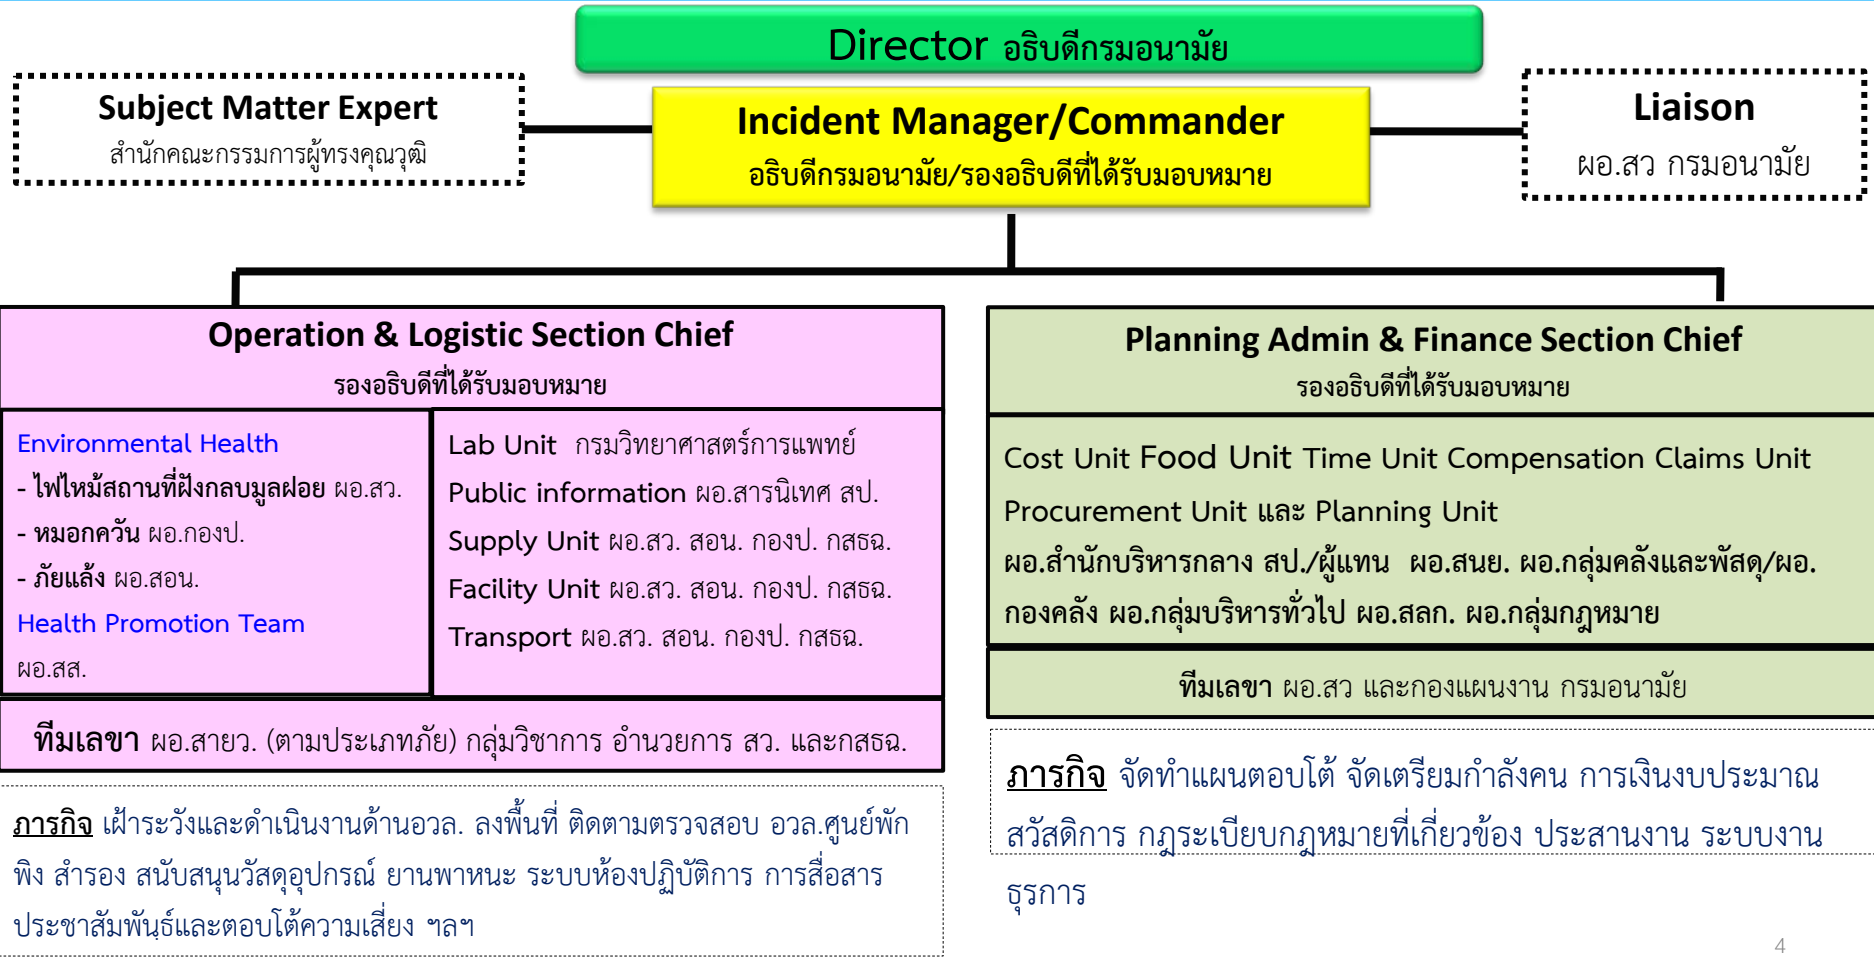 Director อธิบดีกรมอนามัย
Subject Matter Expert
สำนักคณะกรรมการผู้ทรงคุณวุฒิ
Incident Manager/Commander
อธิบดีกรมอนามัย/รองอธิบดีที่ได้รับมอบหมาย
Liaison
ผอ.สว กรมอนามัย
Operation & Logistic Section Chief
รองอธิบดีที่ได้รับมอบหมาย
Environmental Health
- ไฟไหม้สถานที่ฝังกลบมูลฝอย ผอ.สว.
- หมอกควัน ผอ.กองป.
- ภัยแล้ง ผอ.สอน.
Health Promotion Team
ผอ.สส.
Lab Unit กรมวิทยาศาสตร์การแพทย์
Public information ผอ.สารนิเทศ สป.
Supply Unit ผอ.สว. สอน. กองป. กสธฉ.
Facility Unit ผอ.สว. สอน. กองป. กสธฉ.
Transport ผอ.สว. สอน. กองป. กสธฉ.
ทีมเลขา ผอ.สายว. (ตามประเภทภัย) กลุ่มวิชาการ อำนวยการ สว. และกสธฉ.
ภารกิจ เฝ้าระวังและดำเนินงานด้านอวล. ลงพื้นที่ ติดตามตรวจสอบ อวล.ศูนย์พัก
พิง สำรอง สนับสนุนวัสดุอุปกรณ์ ยานพาหนะ ระบบห้องปฏิบัติการ การสื่อสาร
ประชาสัมพันธ์และตอบโต้ความเสี่ยง ฯลฯ
Planning Admin & Finance Section Chief
รองอธิบดีที่ได้รับมอบหมาย
Cost Unit Food Unit Time Unit Compensation Claims Unit
Procurement Unit และ Planning Unit
ผอ.สำนักบริหารกลาง สป./ผู้แทน ผอ.สนย. ผอ.กลุ่มคลังและพัสดุ/ผอ.
กองคลัง ผอ.กลุ่มบริหารทั่วไป ผอ.สลก. ผอ.กลุ่มกฎหมาย
ทีมเลขา ผอ.สว และกองแผนงาน กรมอนามัย
ภารกิจ จัดทำแผนตอบโต้ จัดเตรียมกำลังคน การเงินงบประมาณ
สวัสดิการ กฎระเบียบกฎหมายที่เกี่ยวข้อง ประสานงาน ระบบงาน
ธุรการ
4